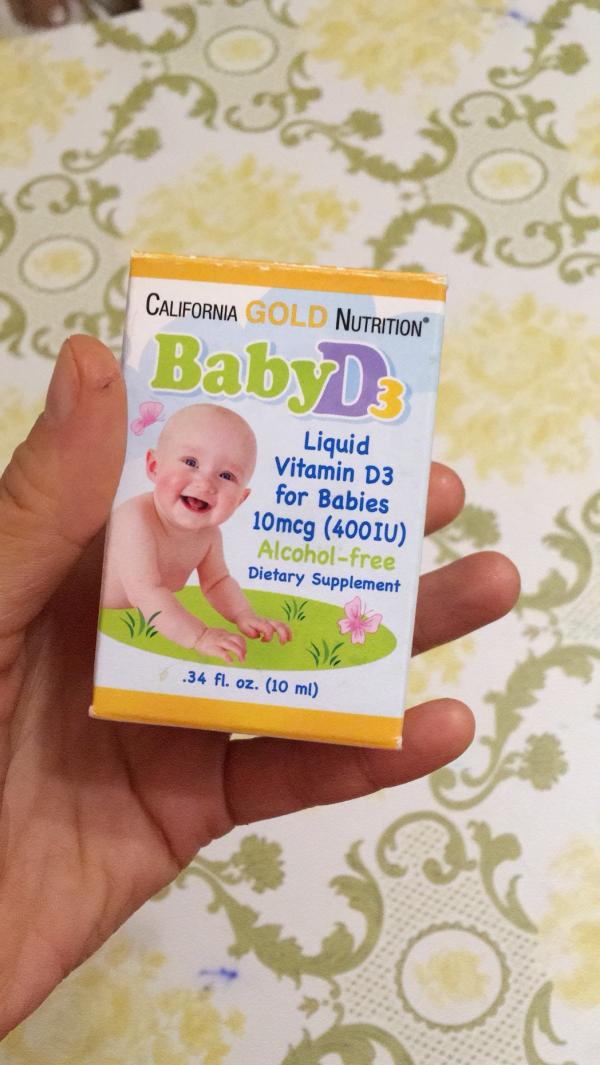 CALIFORNIA GOLD NUTRITION®
BabyD3
Liquid
Vitamin D3
for Babies
10mcg (400IU)
Alcohol-free
Dietary Supplement
.34 fl. oz. (10 ml)